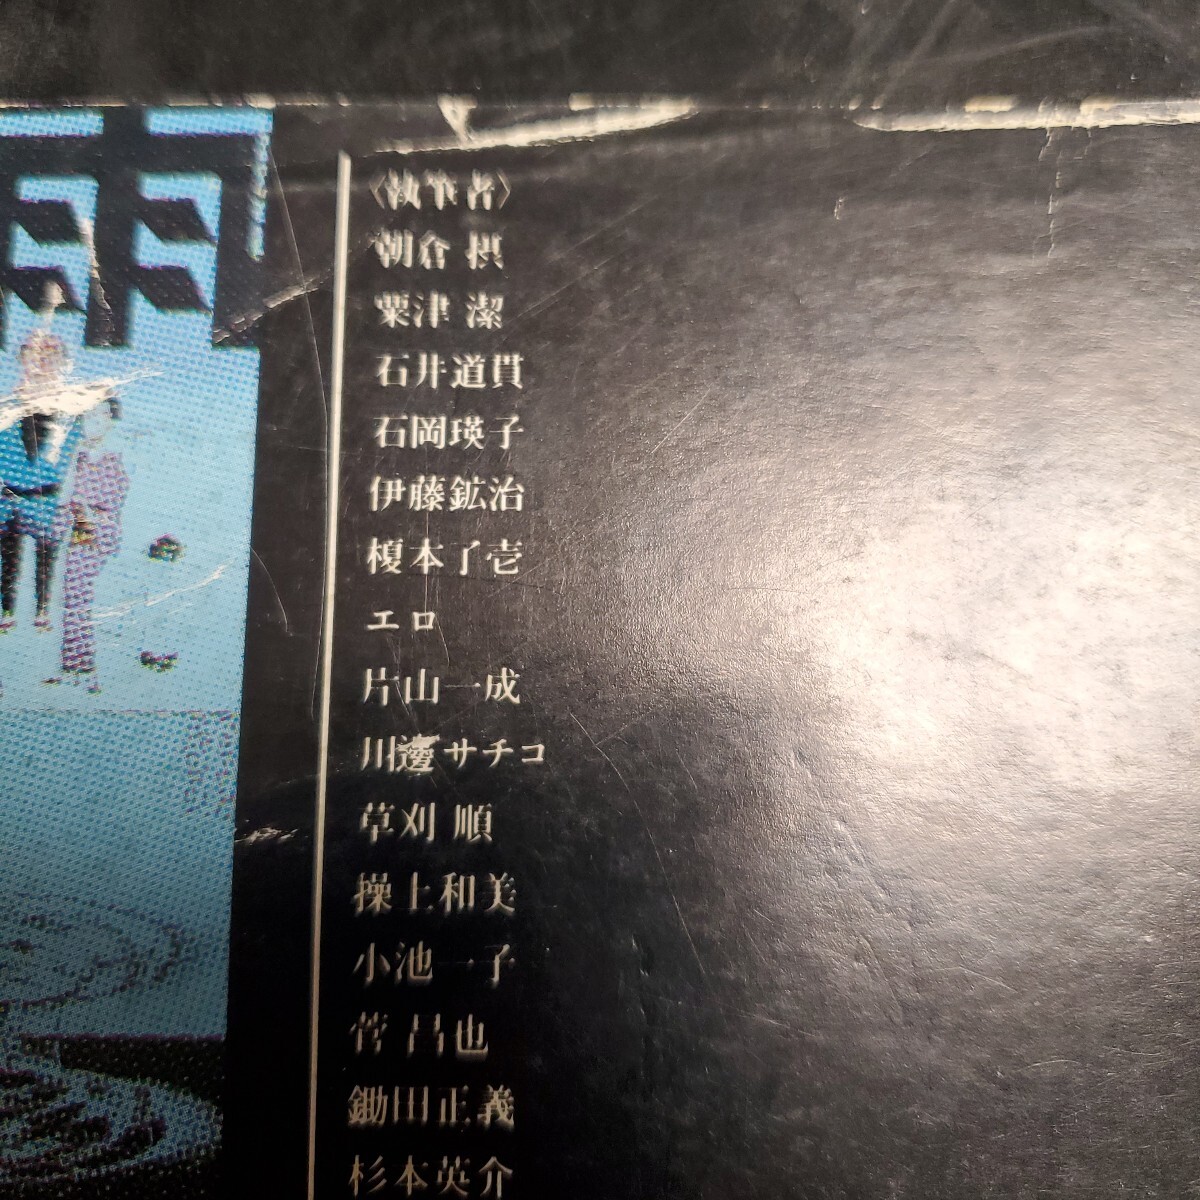 〈執筆者〉
朝倉 摂
粟津 潔
石井道貫
石岡瑛子
伊藤鉱治
榎本了壱
エロ
片山一成
川邊サチコ
草刈 順
操上和美
小池一子
菅 昌也
鋤田正義
杉本英介